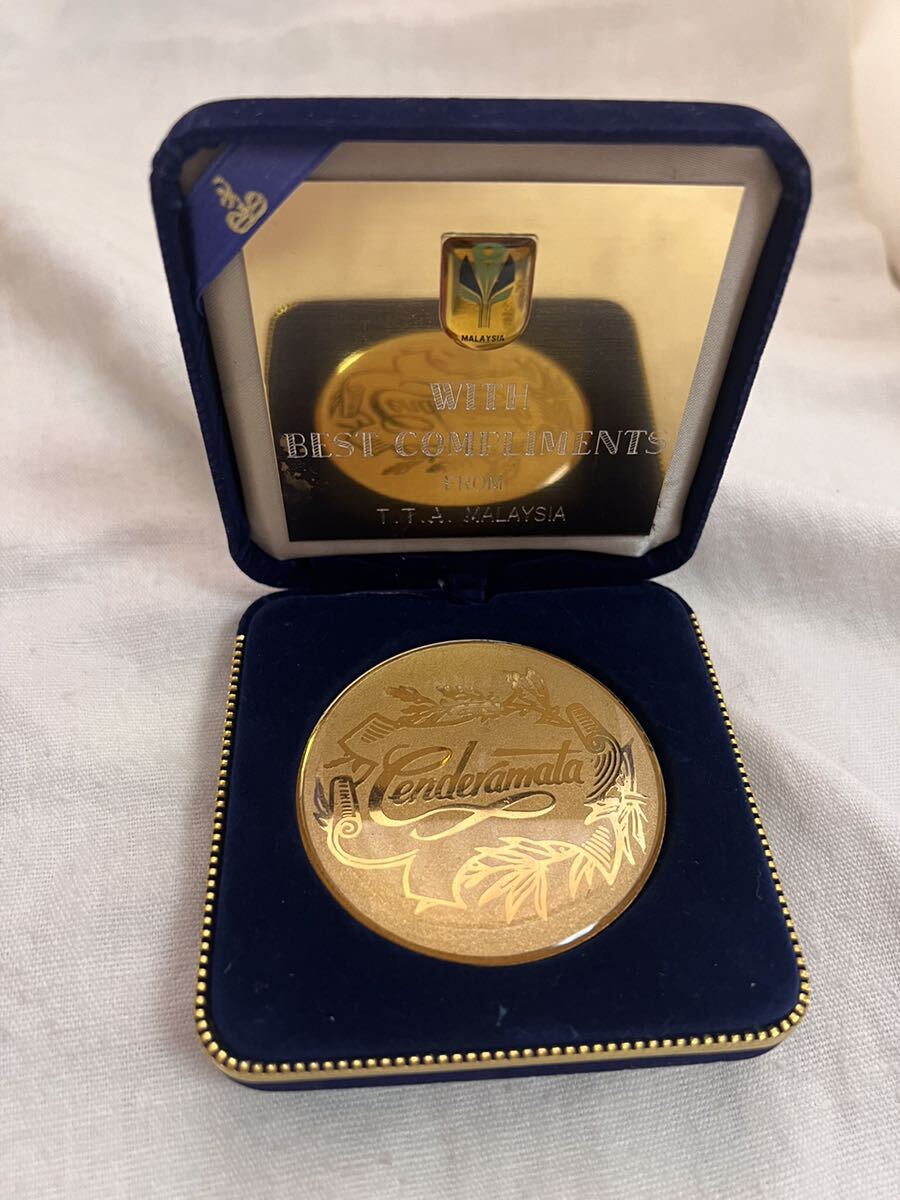 MALAYSIA
WITH
BEST COMPLIMENTS
FROM
T.T.A. MALAYSIA
Cenderamata